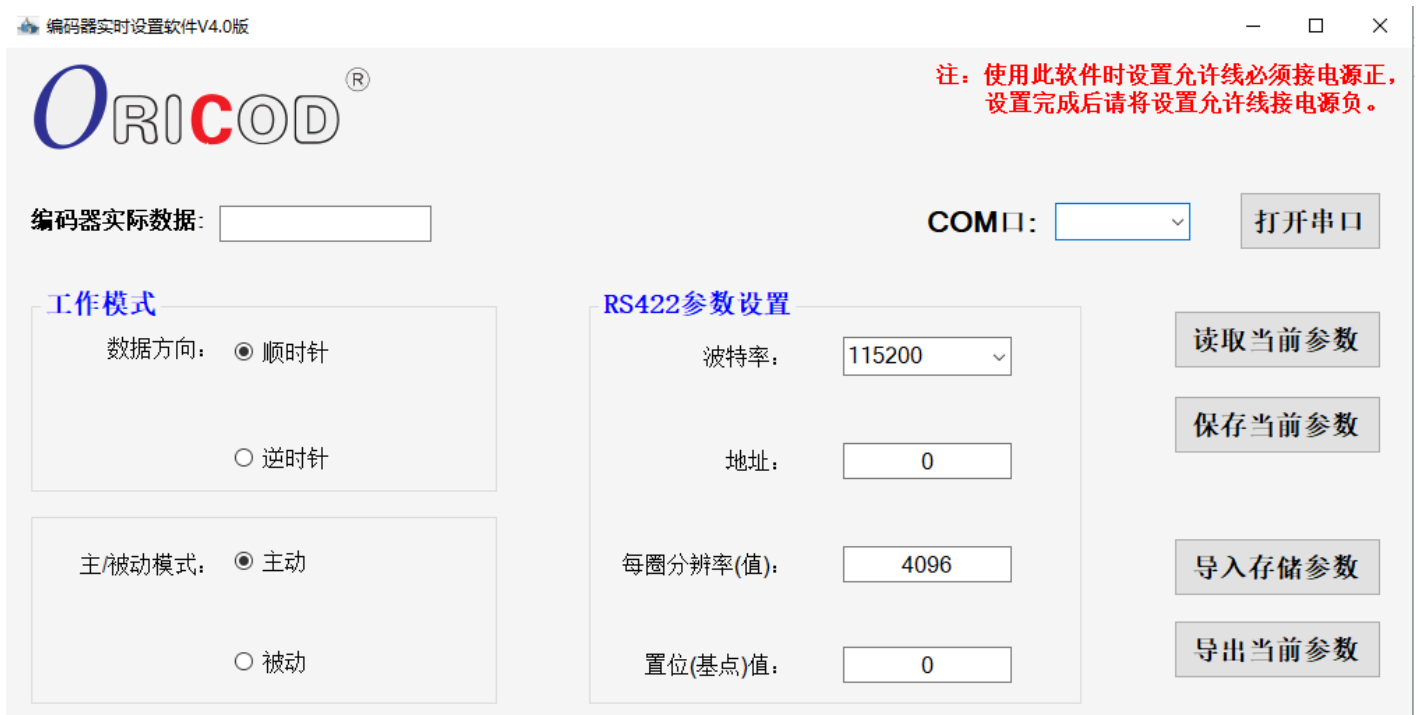 编码器实时设置软件V4.0版
ORICOD®
注：使用此软件时设置允许线必须接电源正，
设置完成后请将设置允许线接电源负。
编码器实际数据:
COM口:
打开串口
工作模式
数据方向：
顺时针
逆时针
主/被动模式：
主动
被动
RS422参数设置
波特率：
115200
地址：
0
每圈分辨率(值)：
4096
置位(基点)值：
0
读取当前参数
保存当前参数
导入存储参数
导出当前参数